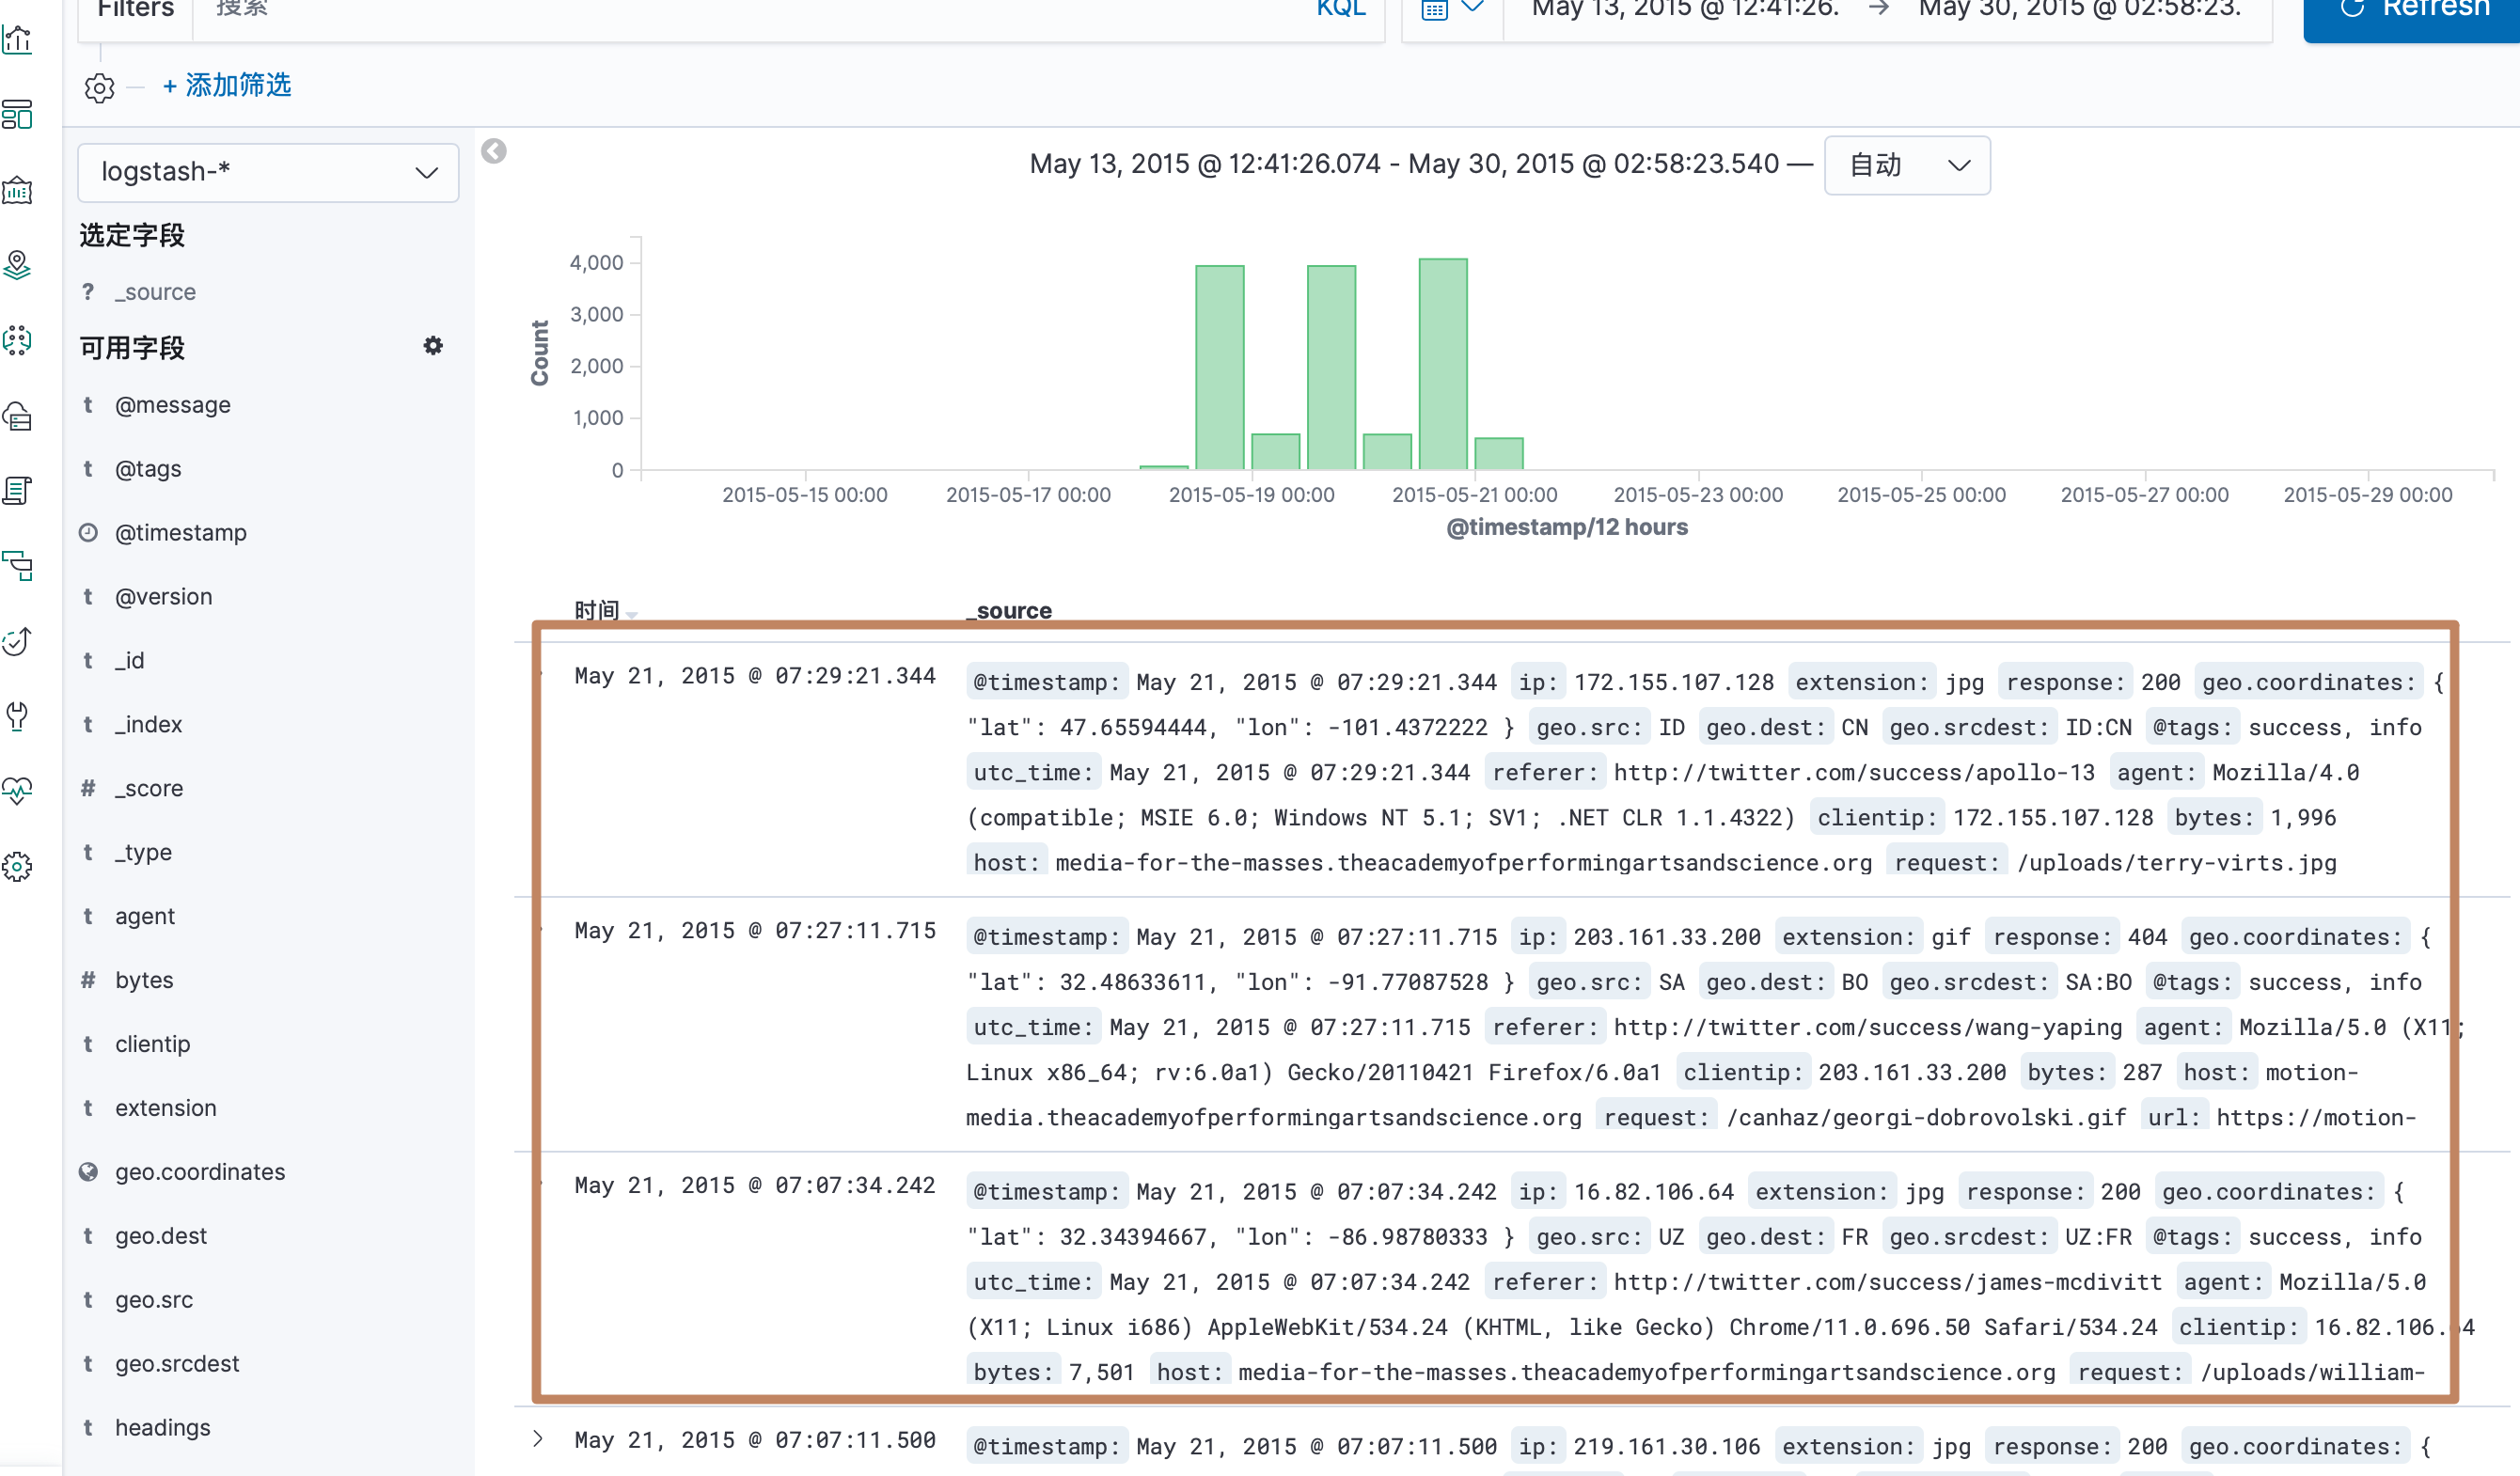 Filters 搜索 KQL May 13, 2015 @ 12:41:26. → May 30, 2015 @ 02:58:23. Refresh
+ 添加筛选
logstash-*
选定字段
? _source
可用字段
t @message
t @tags
@timestamp
t @version
t _id
t _index
# _score
t _type
t agent
# bytes
t clientip
t extension
geo.coordinates
t geo.dest
t geo.src
t geo.srcdest
t headings
May 13, 2015 @ 12:41:26.074 - May 30, 2015 @ 02:58:23.540 — 自动
Count
4,000
3,000
2,000
1,000
0
2015-05-15 00:00 2015-05-17 00:00 2015-05-19 00:00 2015-05-21 00:00 2015-05-23 00:00 2015-05-25 00:00 2015-05-27 00:00 2015-05-29 00:00
@timestamp/12 hours
时间 _source
May 21, 2015 @ 07:29:21.344 @timestamp: May 21, 2015 @ 07:29:21.344 ip: 172.155.107.128 extension: jpg response: 200 geo.coordinates: {
"lat": 47.65594444, "lon": -101.4372222 } geo.src: ID geo.dest: CN geo.srcdest: ID:CN @tags: success, info
utc_time: May 21, 2015 @ 07:29:21.344 referer: http://twitter.com/success/apollo-13 agent: Mozilla/4.0
(compatible; MSIE 6.0; Windows NT 5.1; SV1; .NET CLR 1.1.4322) clientip: 172.155.107.128 bytes: 1,996
host: media-for-the-masses.theacademyofperformingartsandscience.org request: /uploads/terry-virts.jpg
May 21, 2015 @ 07:27:11.715 @timestamp: May 21, 2015 @ 07:27:11.715 ip: 203.161.33.200 extension: gif response: 404 geo.coordinates: {
"lat": 32.48633611, "lon": -91.77087528 } geo.src: SA geo.dest: BO geo.srcdest: SA:BO @tags: success, info
utc_time: May 21, 2015 @ 07:27:11.715 referer: http://twitter.com/success/wang-yaping agent: Mozilla/5.0 (X11;
Linux x86_64; rv:6.0a1) Gecko/20110421 Firefox/6.0a1 clientip: 203.161.33.200 bytes: 287 host: motion-
media.theacademyofperformingartsandscience.org request: /canhaz/georgi-dobrovolski.gif url: https://motion-
May 21, 2015 @ 07:07:34.242 @timestamp: May 21, 2015 @ 07:07:34.242 ip: 16.82.106.64 extension: jpg response: 200 geo.coordinates: {
"lat": 32.34394667, "lon": -86.98780333 } geo.src: UZ geo.dest: FR geo.srcdest: UZ:FR @tags: success, info
utc_time: May 21, 2015 @ 07:07:34.242 referer: http://twitter.com/success/james-mcdivitt agent: Mozilla/5.0
(X11; Linux i686) AppleWebKit/534.24 (KHTML, like Gecko) Chrome/11.0.696.50 Safari/534.24 clientip: 16.82.106.64
bytes: 7,501 host: media-for-the-masses.theacademyofperformingartsandscience.org request: /uploads/william-
May 21, 2015 @ 07:07:11.500 @timestamp: May 21, 2015 @ 07:07:11.500 ip: 219.161.30.106 extension: jpg response: 200 geo.coordinates: {